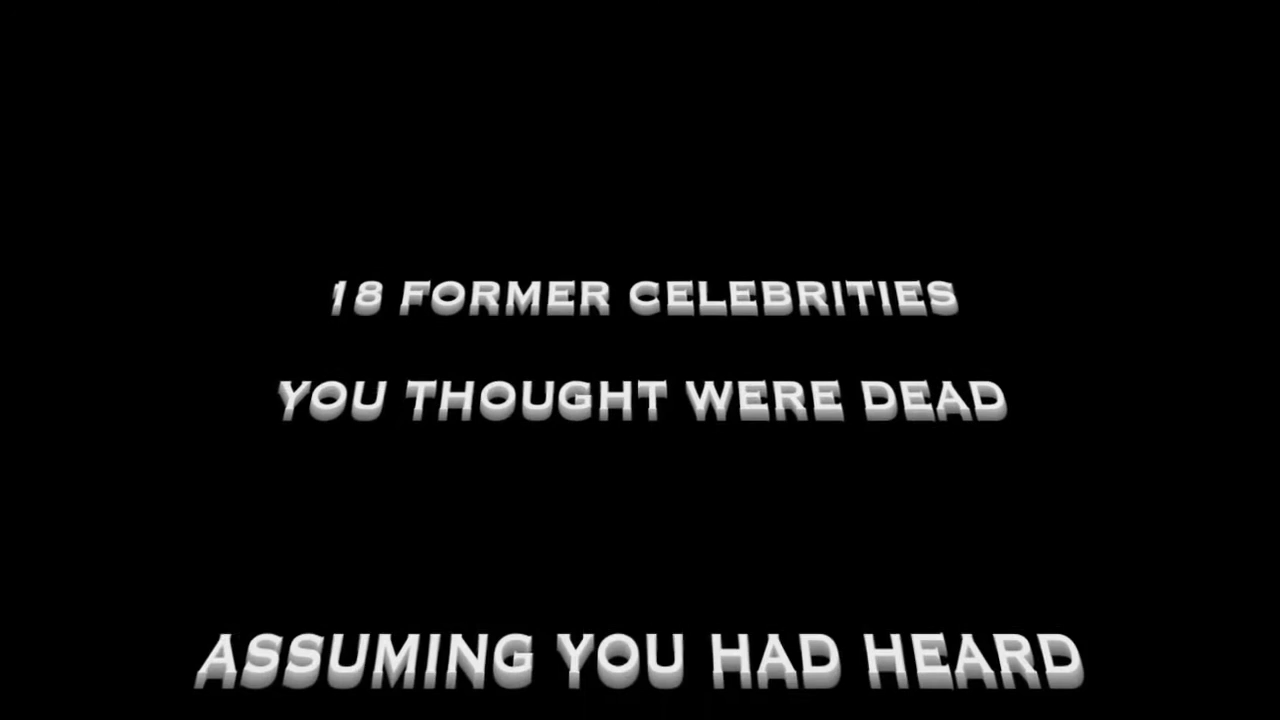 18 FORMER CELEBRITIES
YOU THOUGHT WERE DEAD
ASSUMING YOU HAD HEARD